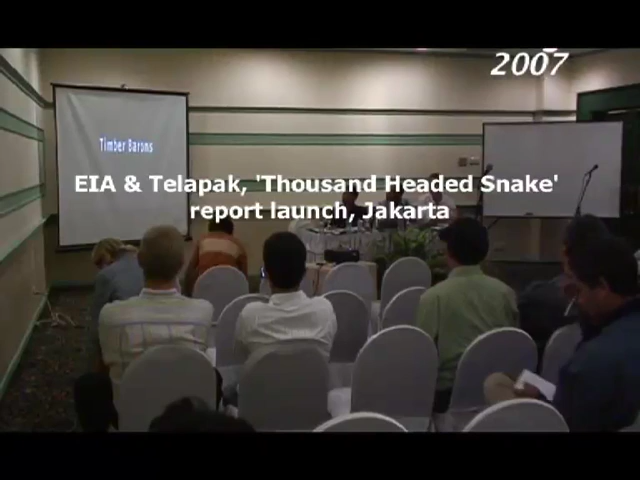 2007
Timber Barons
EIA & Telapak, 'Thousand Headed Snake'
report launch, Jakarta